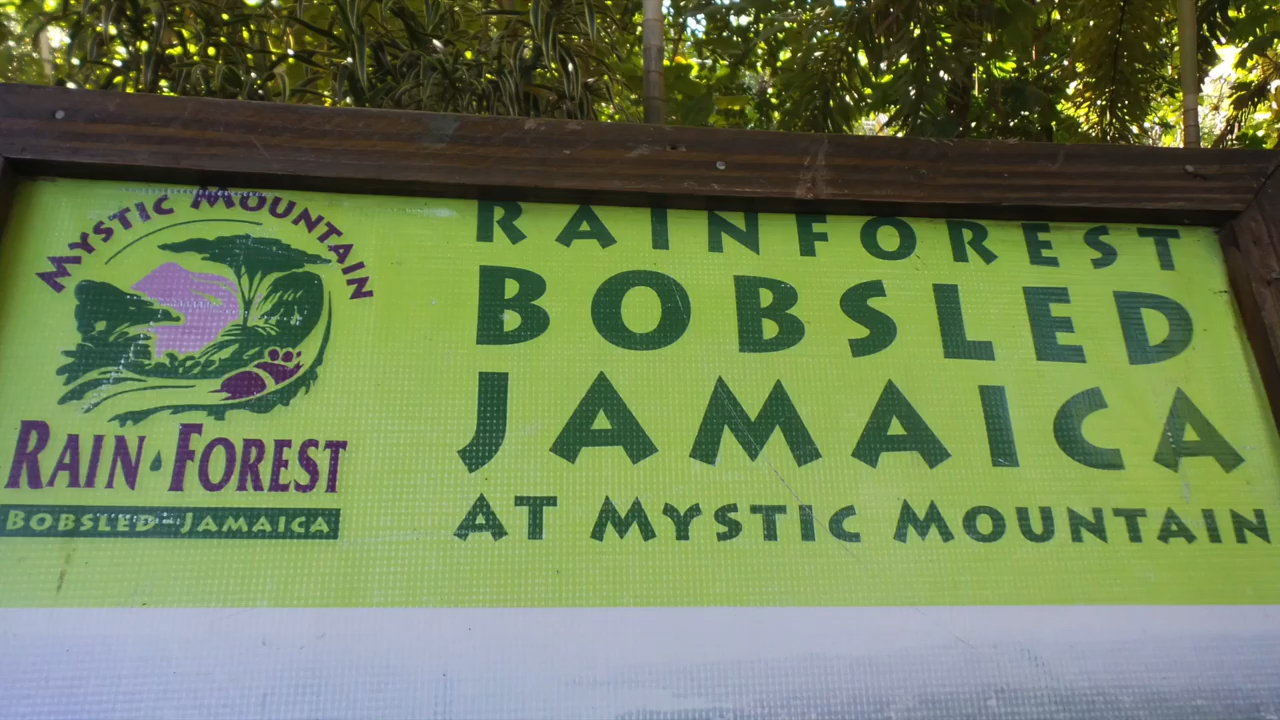 MYSTIC MOUNTAIN
RAIN FOREST
BOBSLED JAMAICA
RAINFOREST
BOBSLED
JAMAICA
AT MYSTIC MOUNTAIN